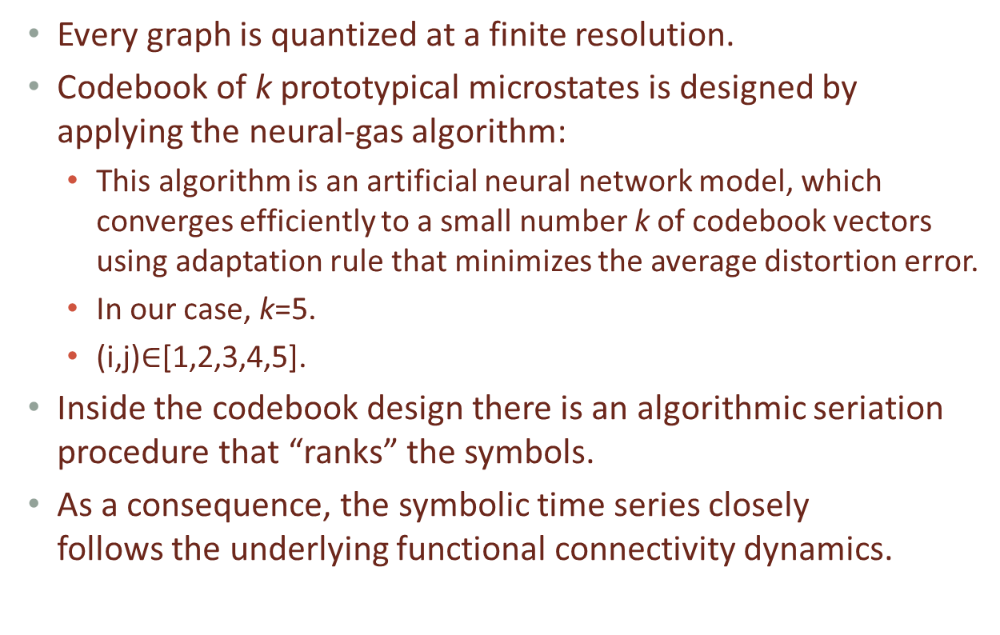 • Every graph is quantized at a finite resolution.
• Codebook of k prototypical microstates is designed by
applying the neural-gas algorithm:
• This algorithm is an artificial neural network model, which
converges efficiently to a small number k of codebook vectors
using adaptation rule that minimizes the average distortion error.
• In our case, k=5.
• (i,j)∈[1,2,3,4,5].
• Inside the codebook design there is an algorithmic seriation
procedure that “ranks” the symbols.
• As a consequence, the symbolic time series closely
follows the underlying functional connectivity dynamics.